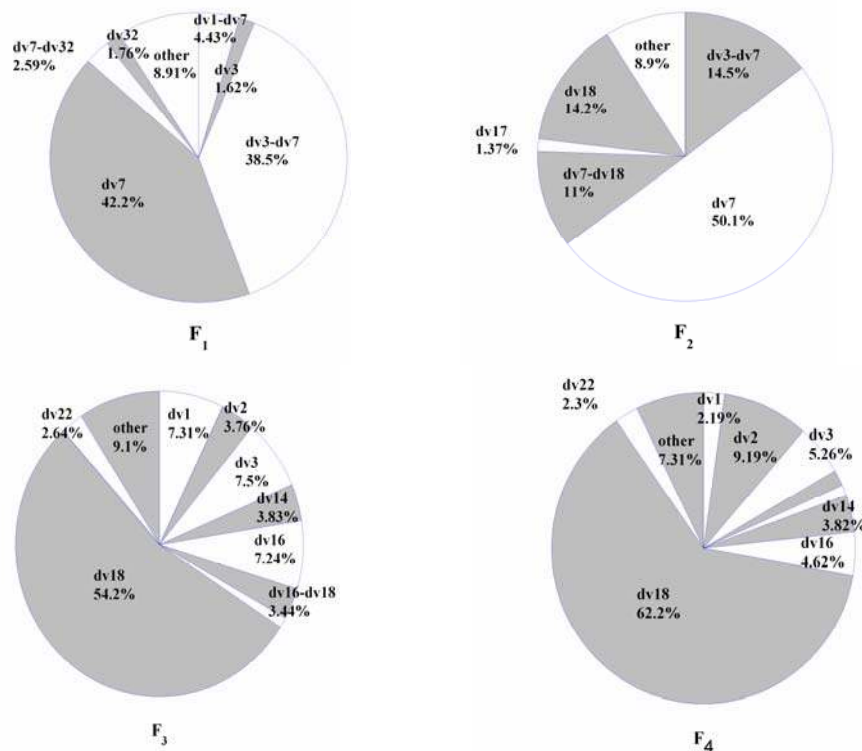 dv1-dv7
4.43%
dv3
1.62%
dv3-dv7
38.5%
dv7
42.2%
dv7-dv32
2.59%
dv32
1.76%
other
8.91%
F1
dv3-dv7
14.5%
dv7
50.1%
dv7-dv18
11%
dv17
1.37%
dv18
14.2%
other
8.9%
F2
dv1
7.31%
dv2
3.76%
dv3
7.5%
dv14
3.83%
dv16
7.24%
dv16-dv18
3.44%
dv18
54.2%
dv22
2.64%
other
9.1%
F3
dv1
2.19%
dv2
9.19%
dv3
5.26%
dv14
3.82%
dv16
4.62%
dv18
62.2%
dv22
2.3%
other
7.31%
F4